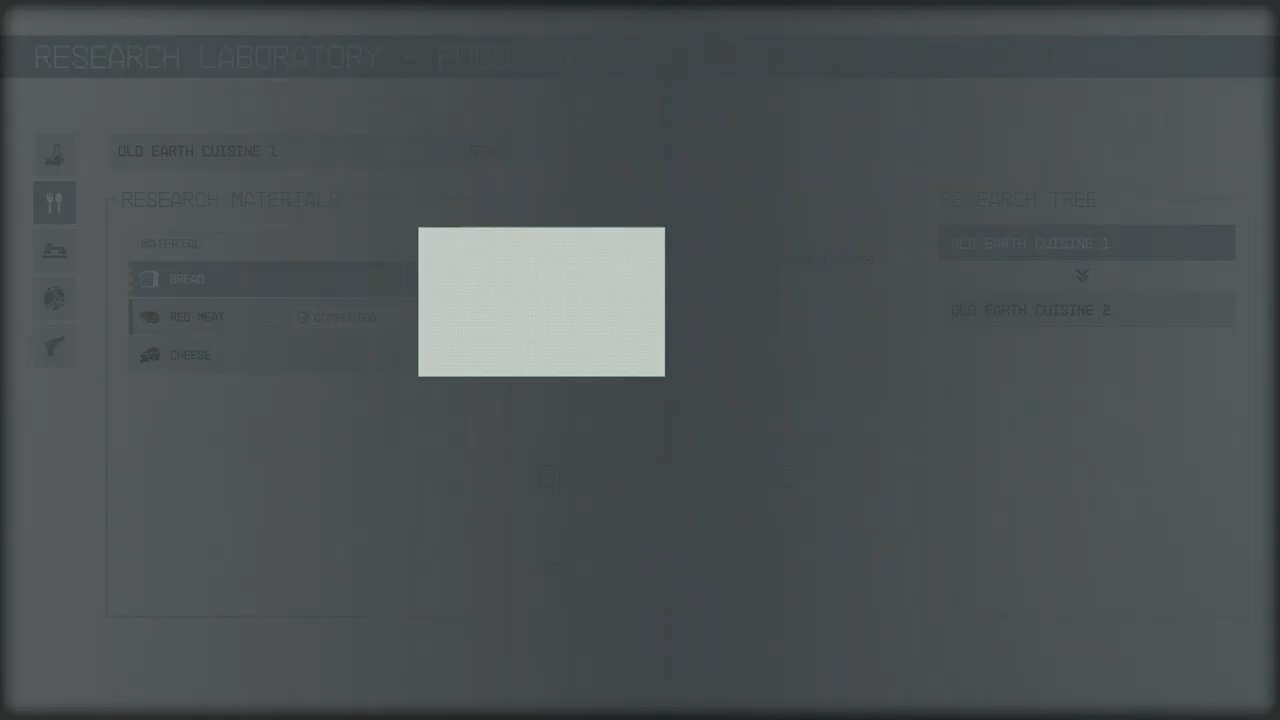 RESEARCH LABORATORY - FOOD
OLD EARTH CUISINE 1
RESEARCH MATERIALS
MATERIAL
BREAD
RED MEAT
COMPLETED
CHEESE
RESEARCH TREE
OLD EARTH CUISINE 1
OLD EARTH CUISINE 2